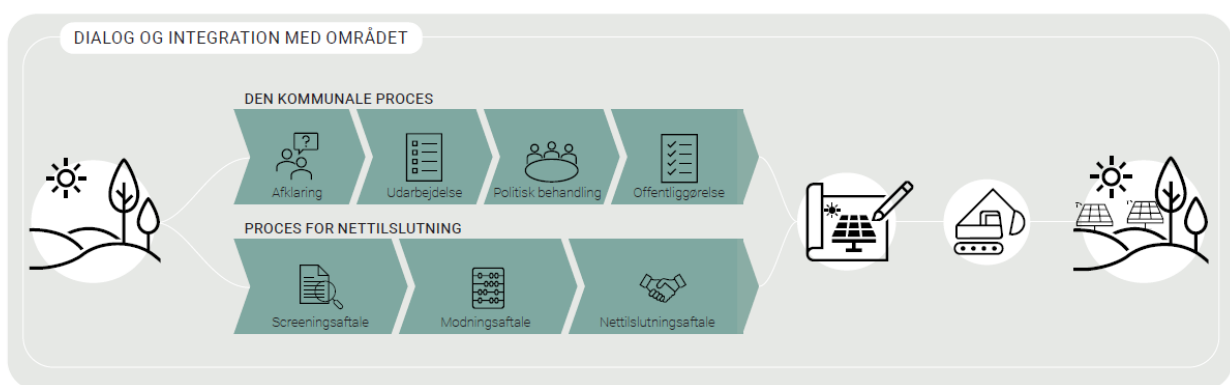 DIALOG OG INTEGRATION MED OMRÅDET
DEN KOMMUNALE PROCES
?
Afklaring
Udarbejdelse
Politisk behandling
Offentliggørelse
PROCES FOR NETTILSLUTNING
Screeningsaftale
Modningsaftale
Nettilslutningsaftale